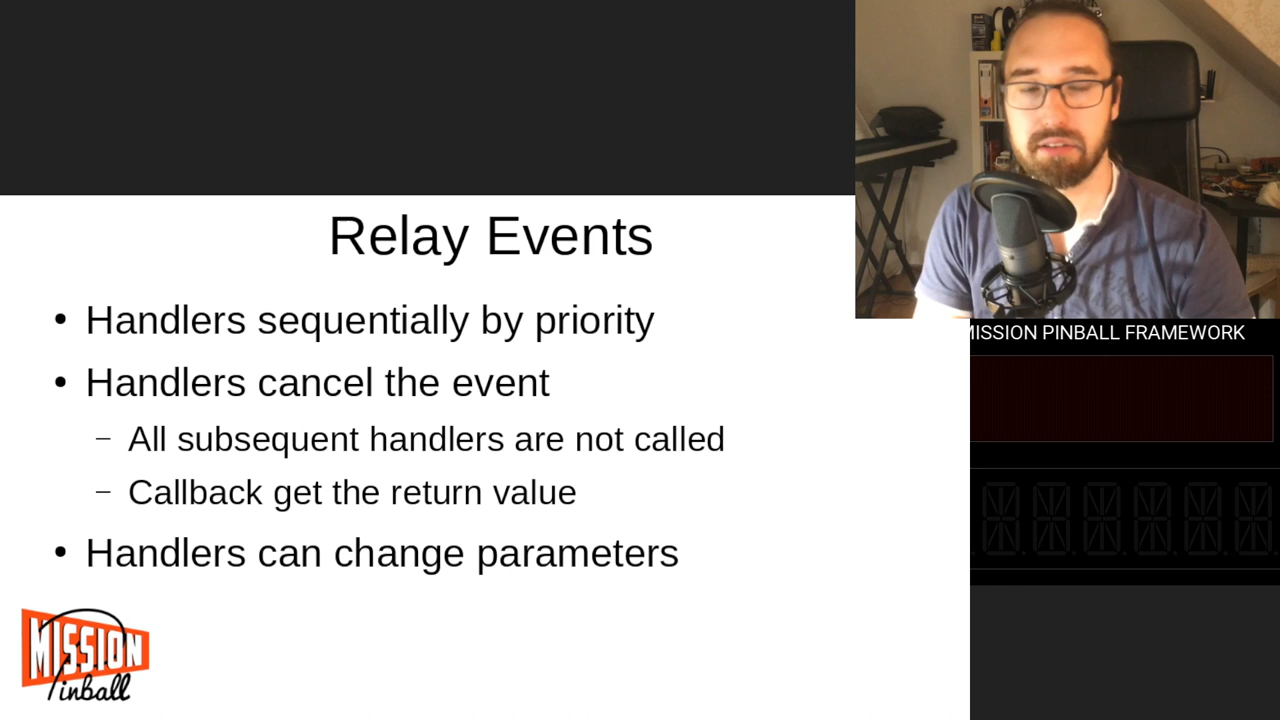 Relay Events
• Handlers sequentially by priority
• Handlers cancel the event
– All subsequent handlers are not called
– Callback get the return value
• Handlers can change parameters
MISSION PINBALL FRAMEWORK
MISSION
Pinball